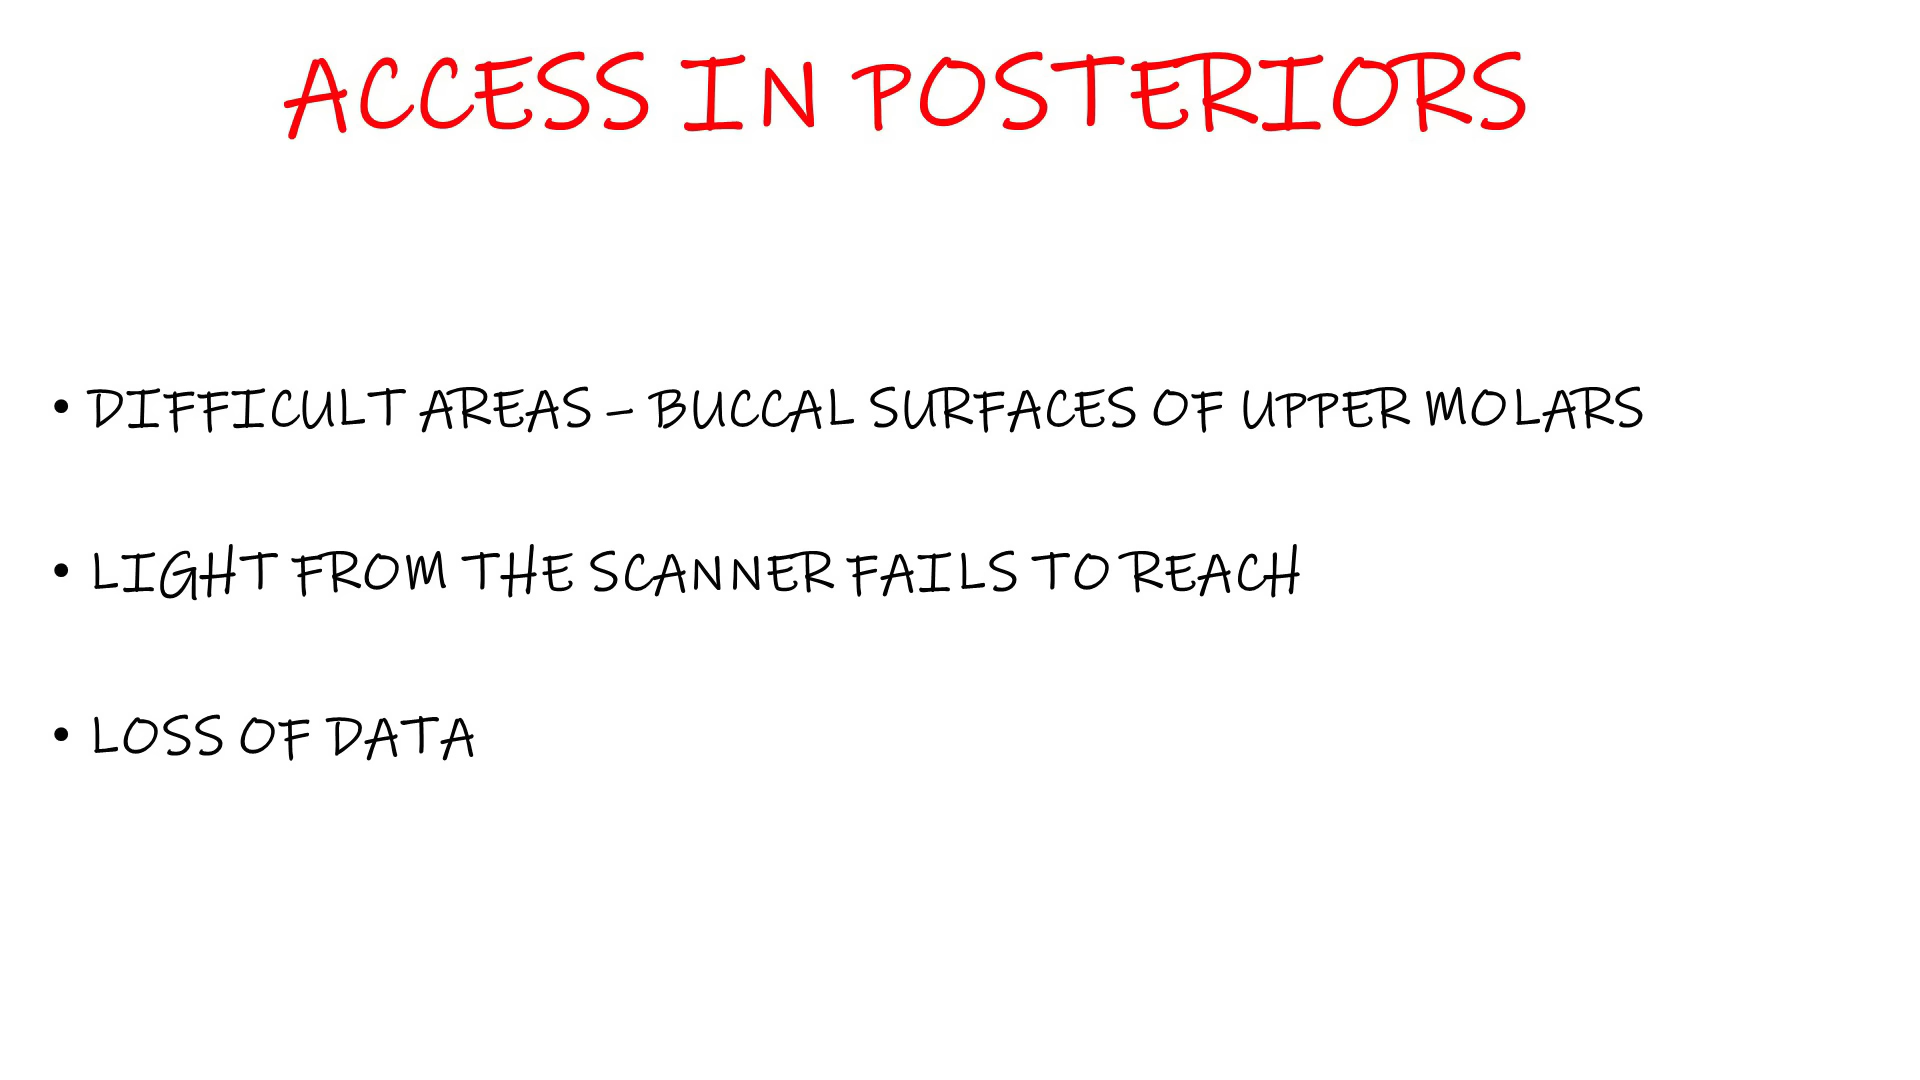 ACCESS IN POSTERIORS
• DIFFICULT AREAS – BUCCAL SURFACES OF UPPER MOLARS
• LIGHT FROM THE SCANNER FAILS TO REACH
• LOSS OF DATA